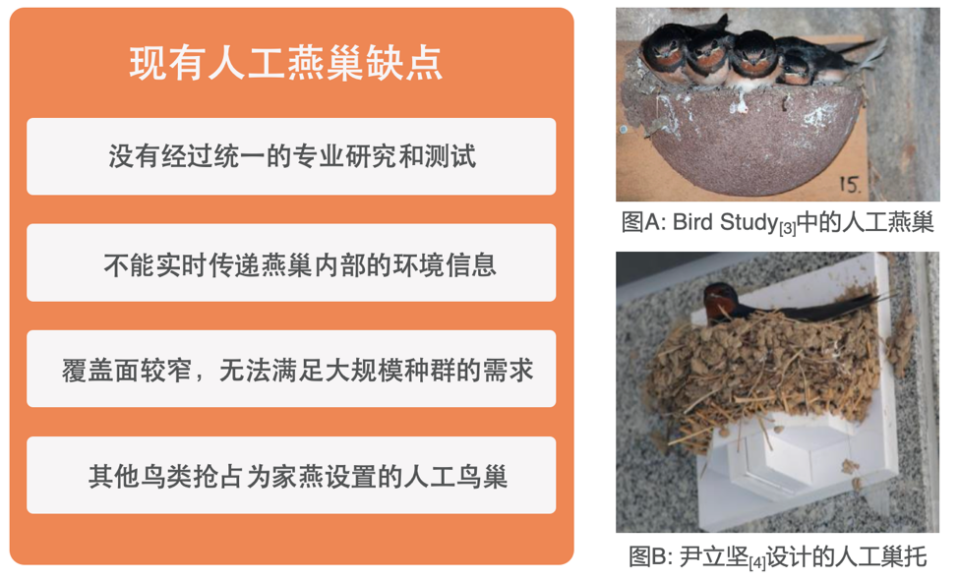 现有人工燕巢缺点
没有经过统一的专业研究和测试
不能实时传递燕巢内部的环境信息
覆盖面较窄，无法满足大规模种群的需求
其他鸟类抢占为家燕设置的人工鸟巢
15.
图A: Bird Study[3]中的人工燕巢
图B: 尹立坚[4]设计的人工巢托